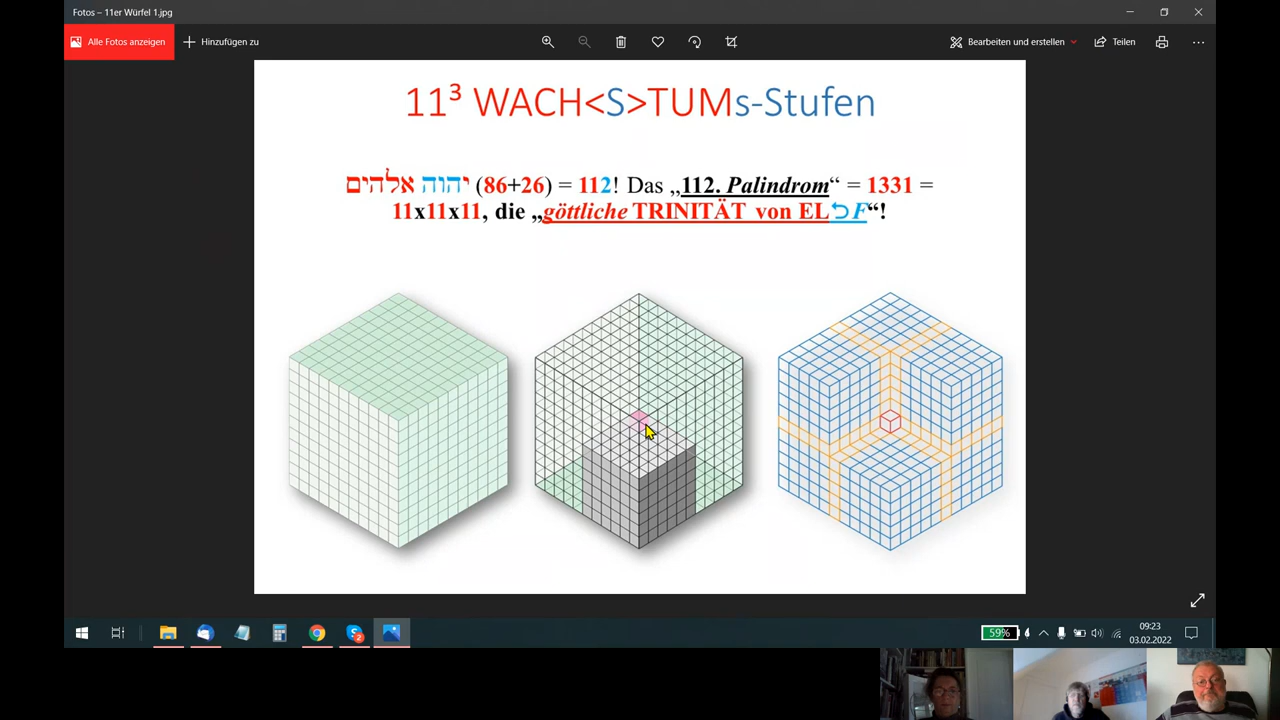 Fotos – 11er Würfel 1.jpg
Alle Fotos anzeigen
Hinzufügen zu
Bearbeiten und erstellen
Teilen
11³ WACH<S>TUMs-Stufen
יהוה אלהים (86+26) = 112! Das „112. Palindrom“ = 1331 =
11x11x11, die „göttliche TRINITÄT von EL⊃F“!
59%
09:23
03.02.2022